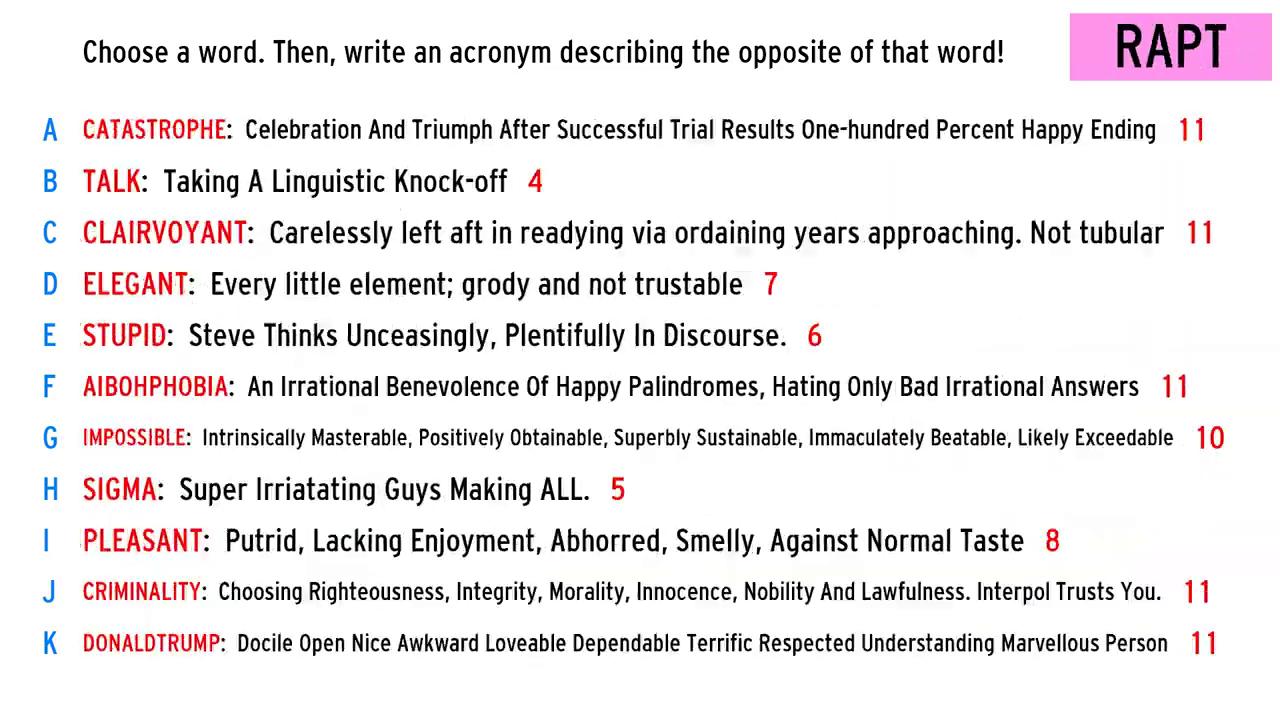 Choose a word. Then, write an acronym describing the opposite of that word!
RAPT
A CATASTROPHE: Celebration And Triumph After Successful Trial Results One-hundred Percent Happy Ending 11
B TALK: Taking A Linguistic Knock-off 4
C CLAIRVOYANT: Carelessly left aft in readying via ordaining years approaching. Not tubular 11
D ELEGANT: Every little element; grody and not trustable 7
E STUPID: Steve Thinks Unceasingly, Plentifully In Discourse. 6
F AIBOHPHOBIA: An Irrational Benevolence Of Happy Palindromes, Hating Only Bad Irrational Answers 11
G IMPOSSIBLE: Intrinsically Masterable, Positively Obtainable, Superbly Sustainable, Immaculately Beatable, Likely Exceedable 10
H SIGMA: Super Irriatating Guys Making ALL. 5
I PLEASANT: Putrid, Lacking Enjoyment, Abhorred, Smelly, Against Normal Taste 8
J CRIMINALITY: Choosing Righteousness, Integrity, Morality, Innocence, Nobility And Lawfulness. Interpol Trusts You. 11
K DONALDTRUMP: Docile Open Nice Awkward Loveable Dependable Terrific Respected Understanding Marvellous Person 11